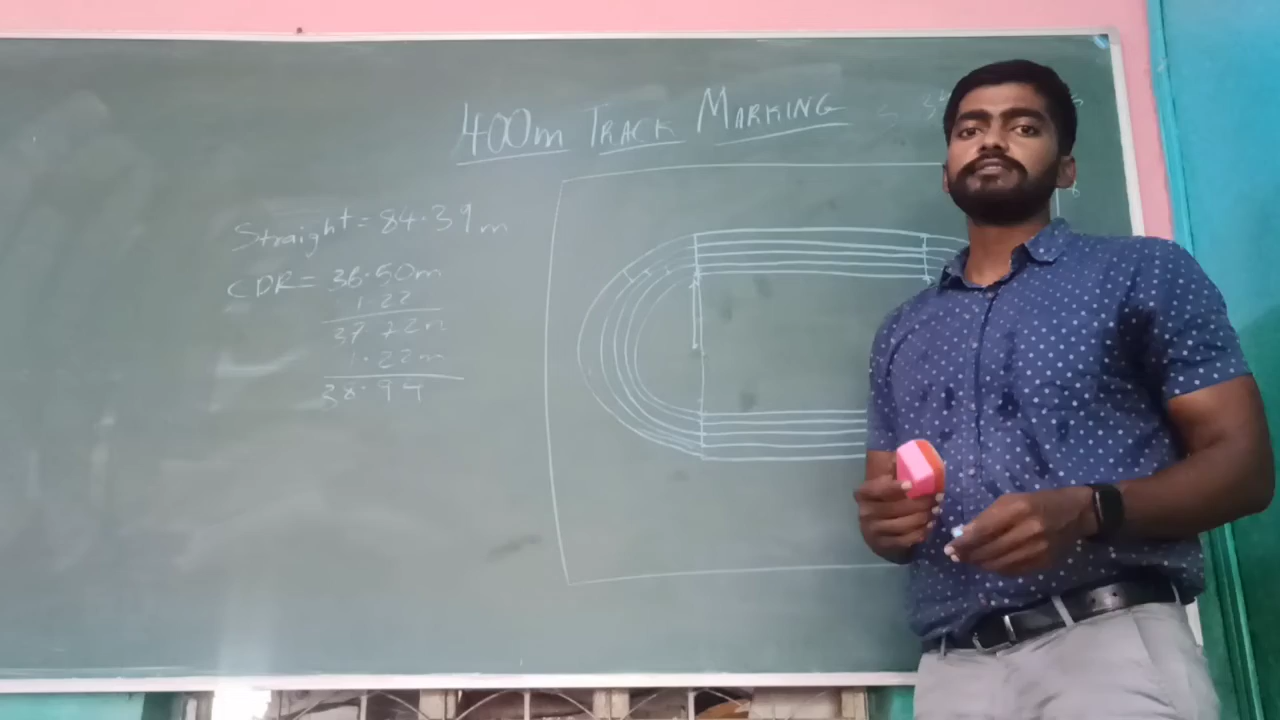 400m TRACK MARKING
Straight = 84.39m
CDR = 36.50m
1.22
37.72m
1.22m
38.94